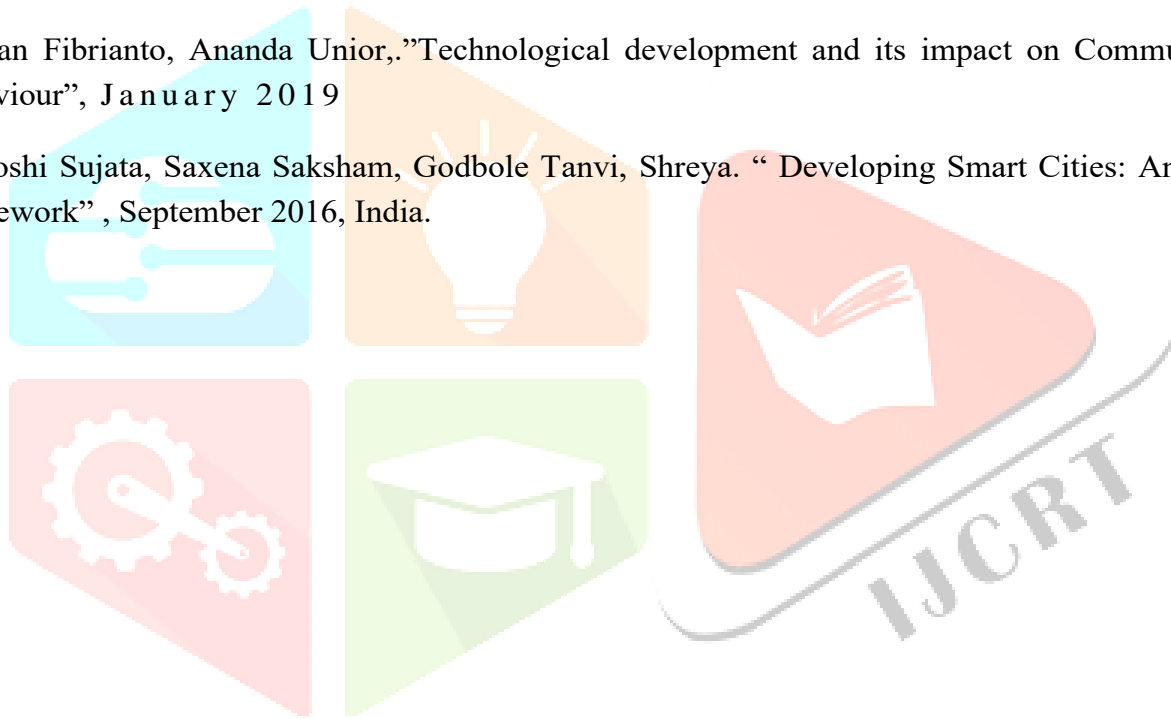 an Fibrianto, Ananda Unior,.”Technological development and its impact on Commu
viour”, January 2019
oshi Sujata, Saxena Saksham, Godbole Tanvi, Shreya. “ Developing Smart Cities: An
ework” , September 2016, India.
IJCRT